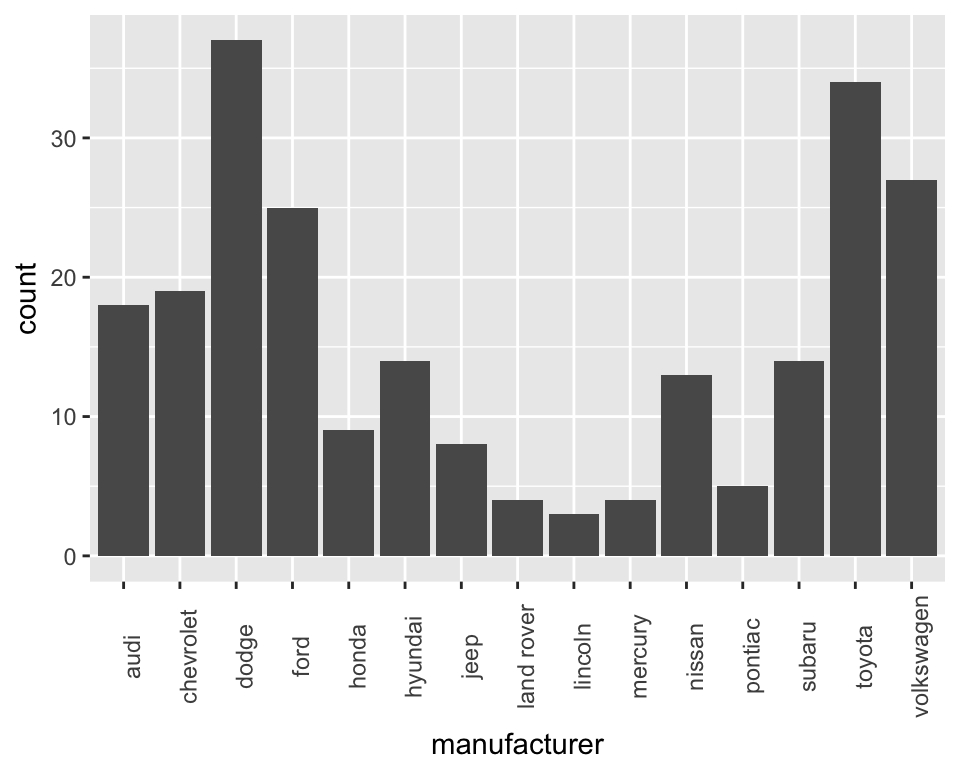 count
30
20
10
0
audi
chevrolet
dodge
ford
honda
hyundai
jeep
land rover
lincoln
mercury
nissan
pontiac
subaru
toyota
volkswagen
manufacturer